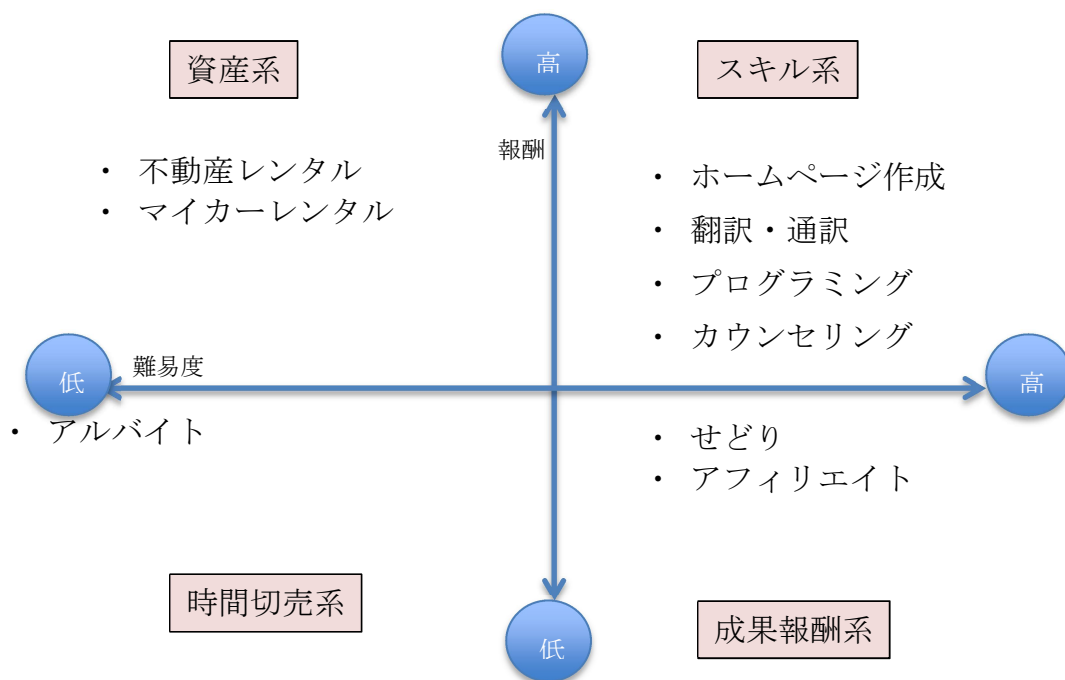 資産系
高
スキル系
報酬
・ 不動産レンタル
・ マイカーレンタル
・ ホームページ作成
・ 翻訳・通訳
・ プログラミング
・ カウンセリング
低
難易度
高
・ アルバイト
・ せどり
・ アフィリエイト
時間切売系
低
成果報酬系